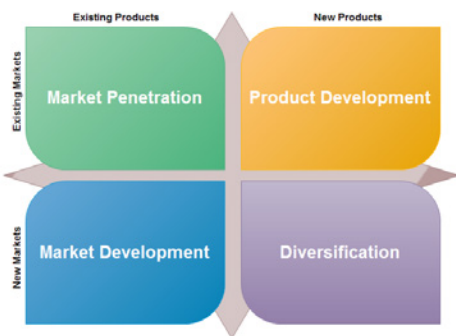 Existing Products
New Products
Existing Markets
Market Penetration
Product Development
New Markets
Market Development
Diversification